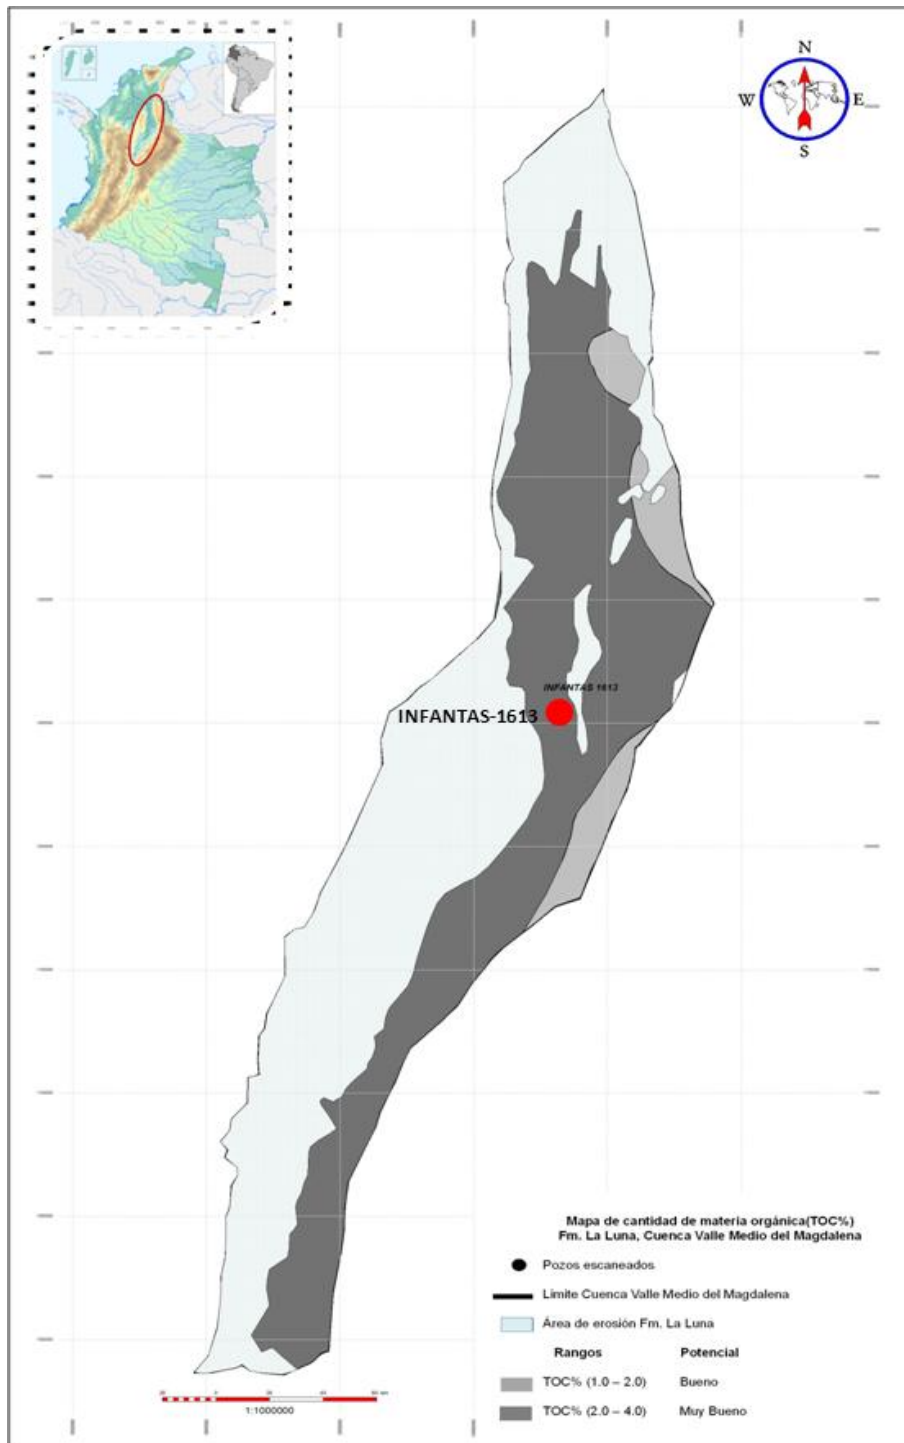 N
W
E
S
INFANTAS 1613
INFANTAS-1613
Mapa de cantidad de materia orgánica(TOC%)
Fm. La Luna, Cuenca Valle Medio del Magdalena
Pozos escaneados
Límite Cuenca Valle Medio del Magdalena
Área de erosión Fm. La Luna
Rangos Potencial
TOC% (1.0 – 2.0) Bueno
TOC% (2.0 – 4.0) Muy Bueno
1:1000000